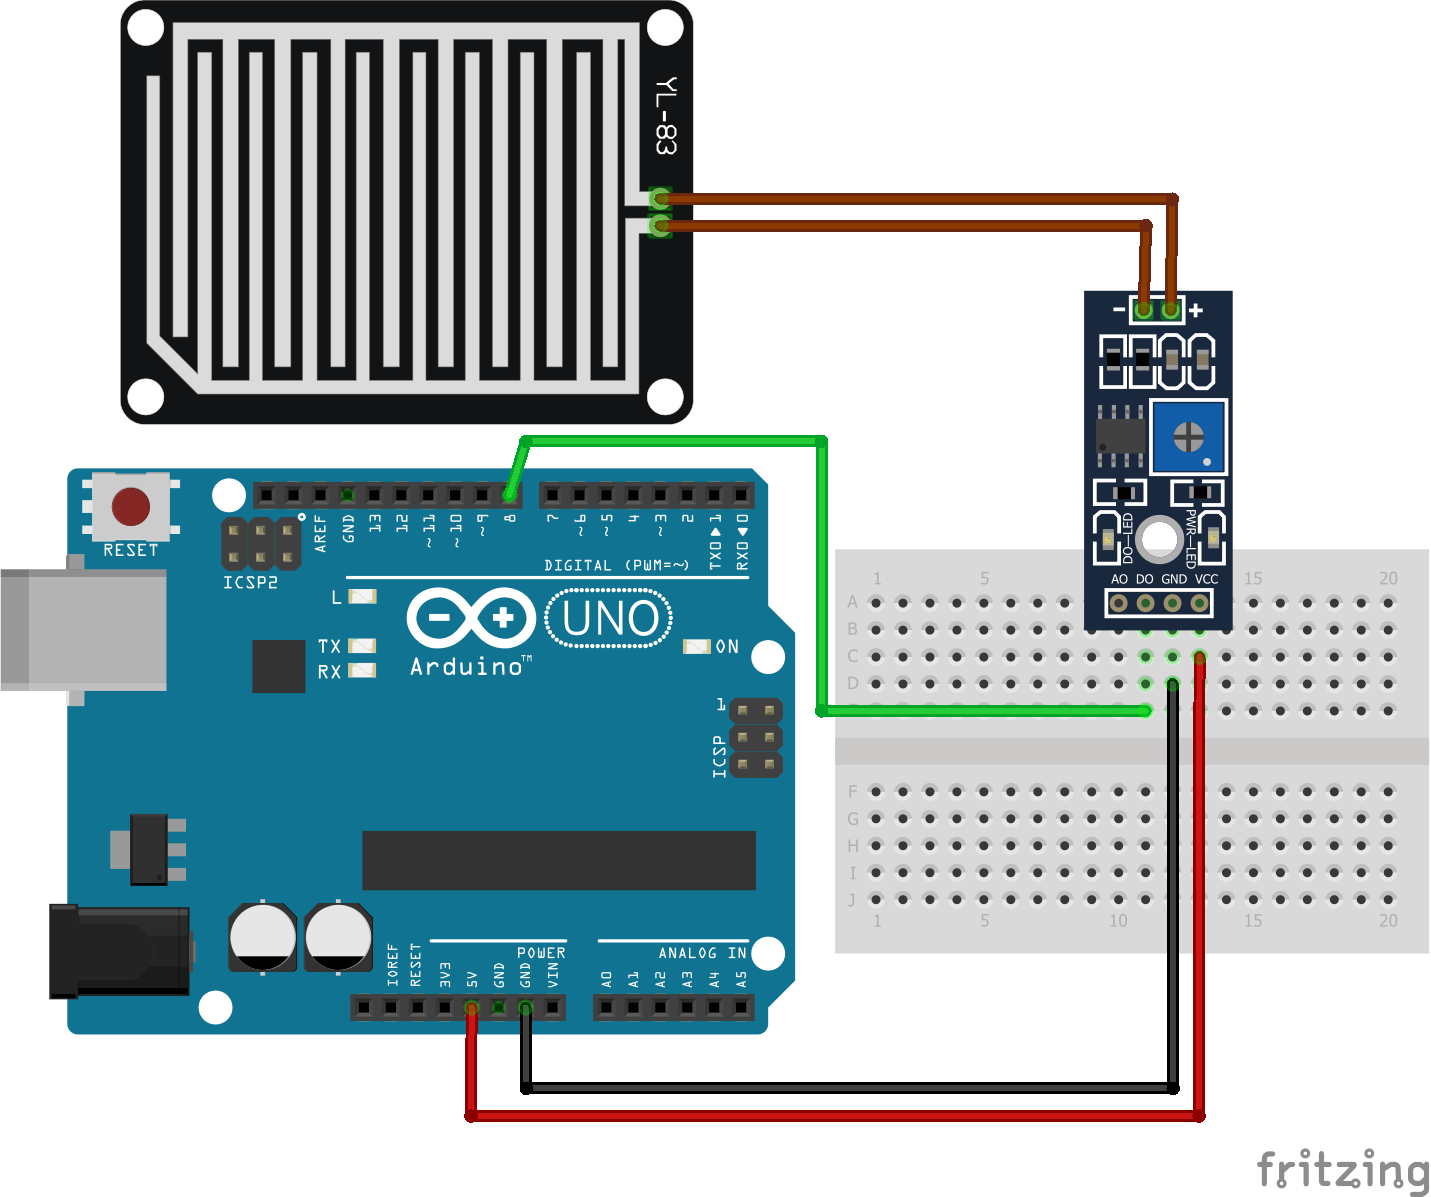 YL-83
- +
DO-LED
PWR-LED
AO DO GND VCC
RESET
ICSP2
AREF
GND
13
12
~11
~10
~9
8
7
~6
~5
4
~3
2
TX0▶1
RX0◀0
DIGITAL (PWM=~)
L
TX
RX
- +
UNO
Arduino™
ON
1
ICSP
IOREF
RESET
3V3
5V
GND
GND
VIN
POWER
ANALOG IN
A0
A1
A2
A3
A4
A5
1 5 15 20
A
B
C
D
F
G
H
I
J
1 5 10 15 20
fritzing